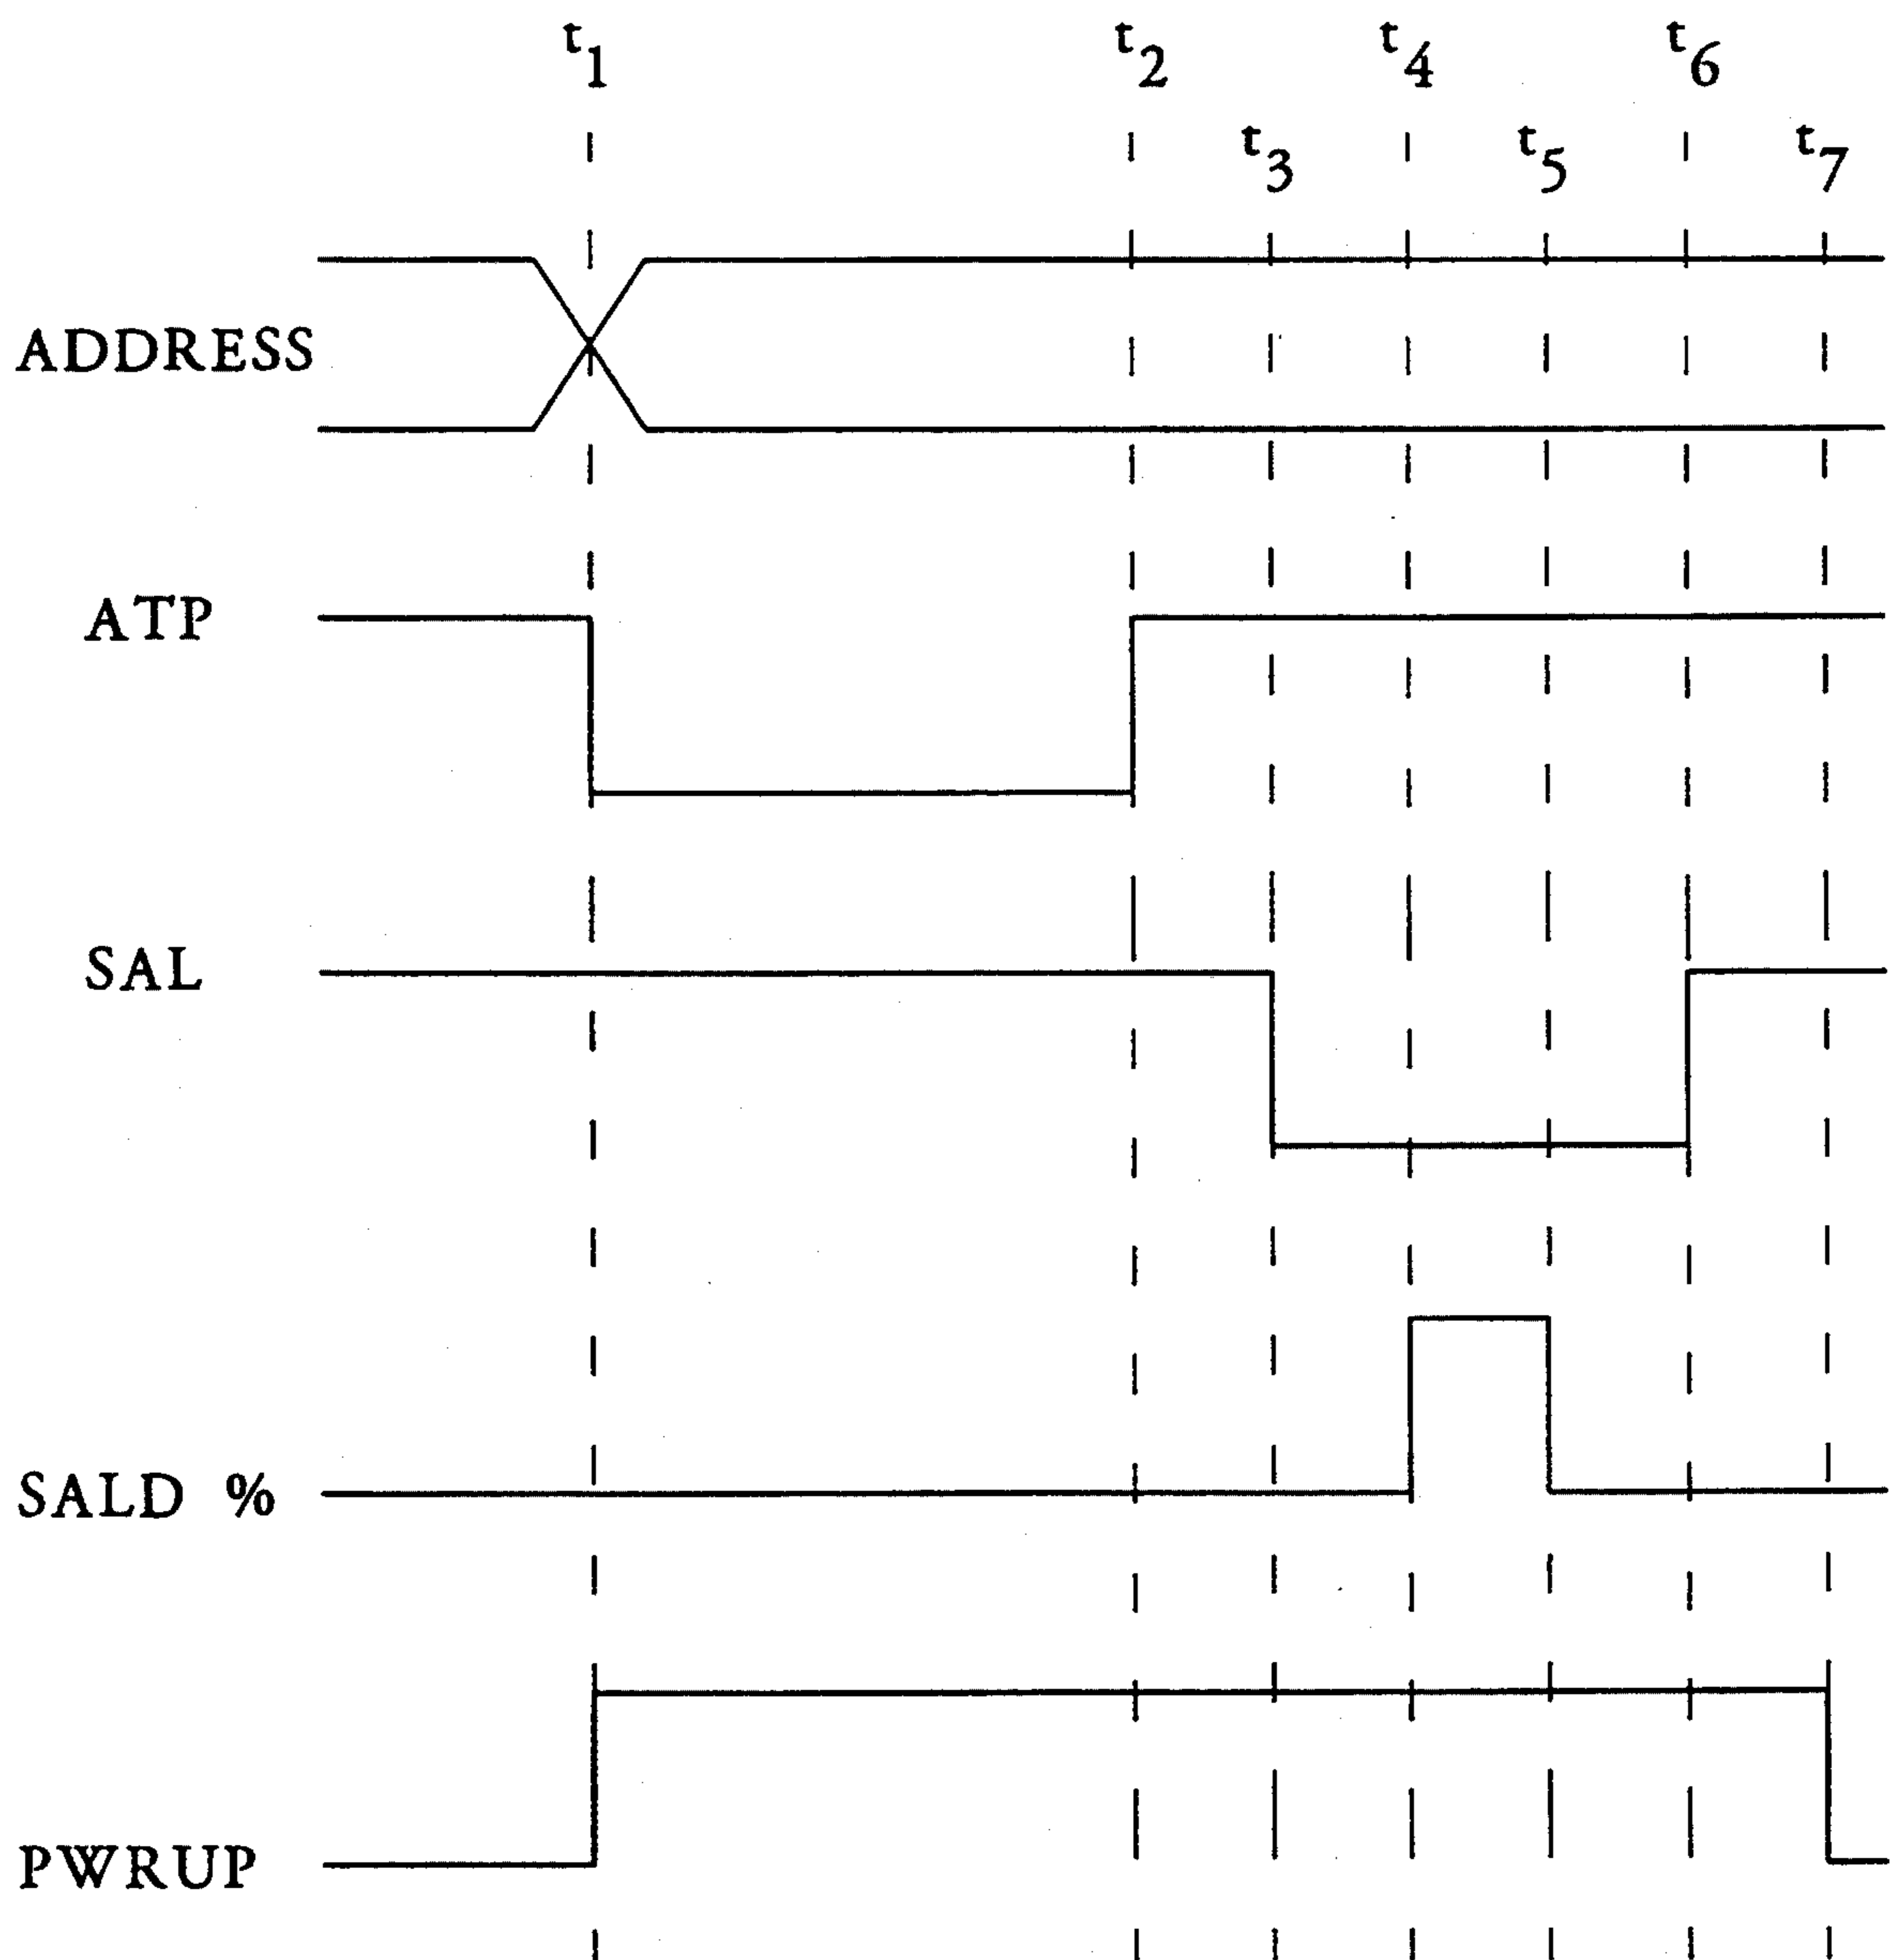 t1 t2 t4 t6
t3 t5 t7
ADDRESS
ATP
SAL
SALD %
PWRUP